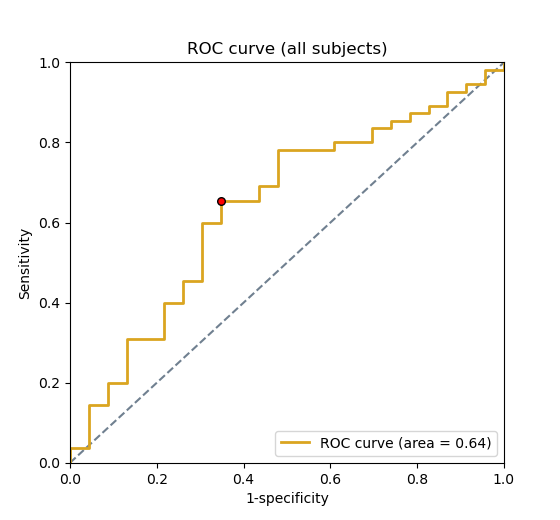 ROC curve (all subjects)
1.0
0.8
0.6
0.4
0.2
0.0
Sensitivity
ROC curve (area = 0.64)
0.0 0.2 0.4 0.6 0.8 1.0
1-specificity